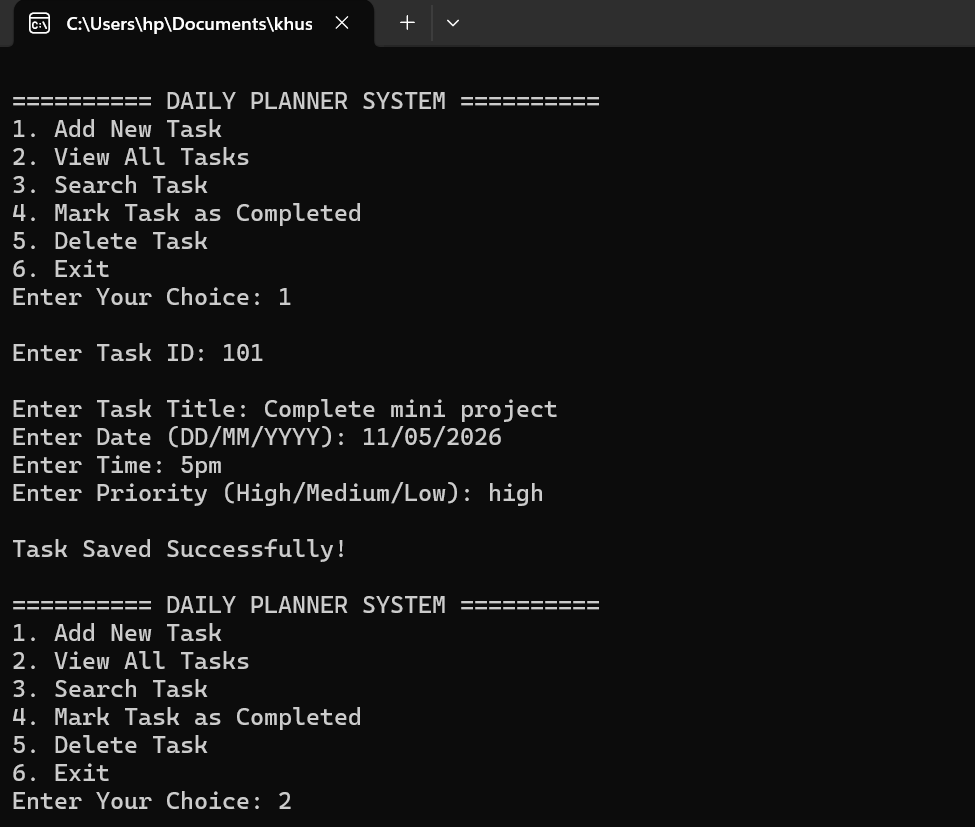 C:\Users\hp\Documents\khus
========== DAILY PLANNER SYSTEM ==========
1. Add New Task
2. View All Tasks
3. Search Task
4. Mark Task as Completed
5. Delete Task
6. Exit
Enter Your Choice: 1
Enter Task ID: 101
Enter Task Title: Complete mini project
Enter Date (DD/MM/YYYY): 11/05/2026
Enter Time: 5pm
Enter Priority (High/Medium/Low): high
Task Saved Successfully!
========== DAILY PLANNER SYSTEM ==========
1. Add New Task
2. View All Tasks
3. Search Task
4. Mark Task as Completed
5. Delete Task
6. Exit
Enter Your Choice: 2